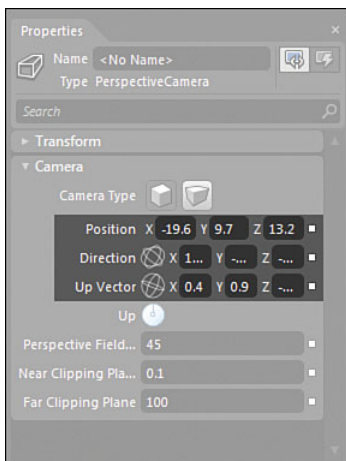 Properties
Name <No Name>
Type PerspectiveCamera
Search
Transform
Camera
Camera Type
Position X -19.6 Y 9.7 Z 13.2
Direction X 1... Y -... Z -...
Up Vector X 0.4 Y 0.9 Z -...
Up
Perspective Field... 45
Near Clipping Pla... 0.1
Far Clipping Plane 100